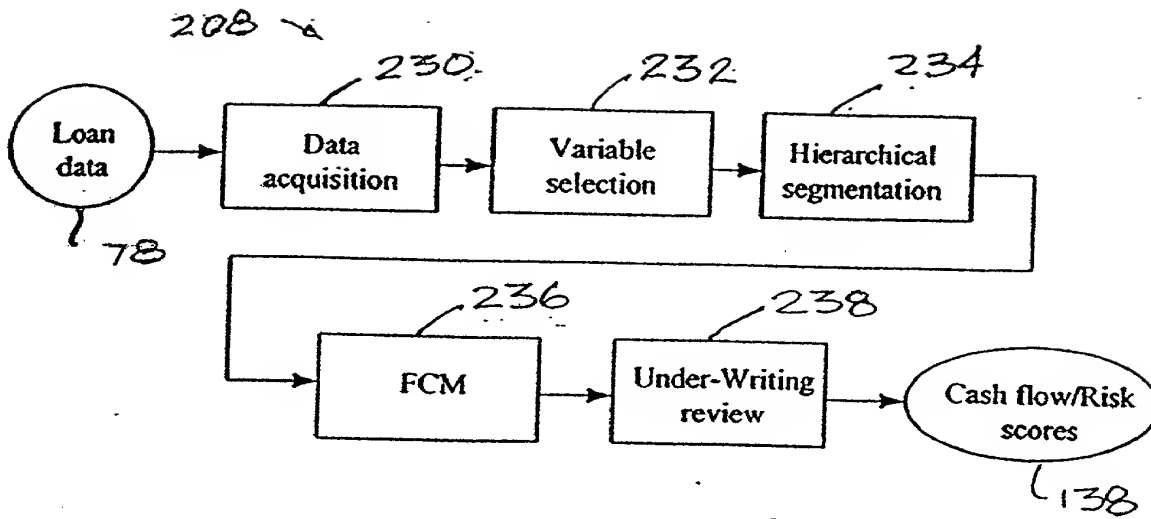 208
230
232
234
Loan
data
Data
acquisition
Variable
selection
Hierarchical
segmentation
78
236
238
FCM
Under-Writing
review
Cash flow/Risk
scores
138